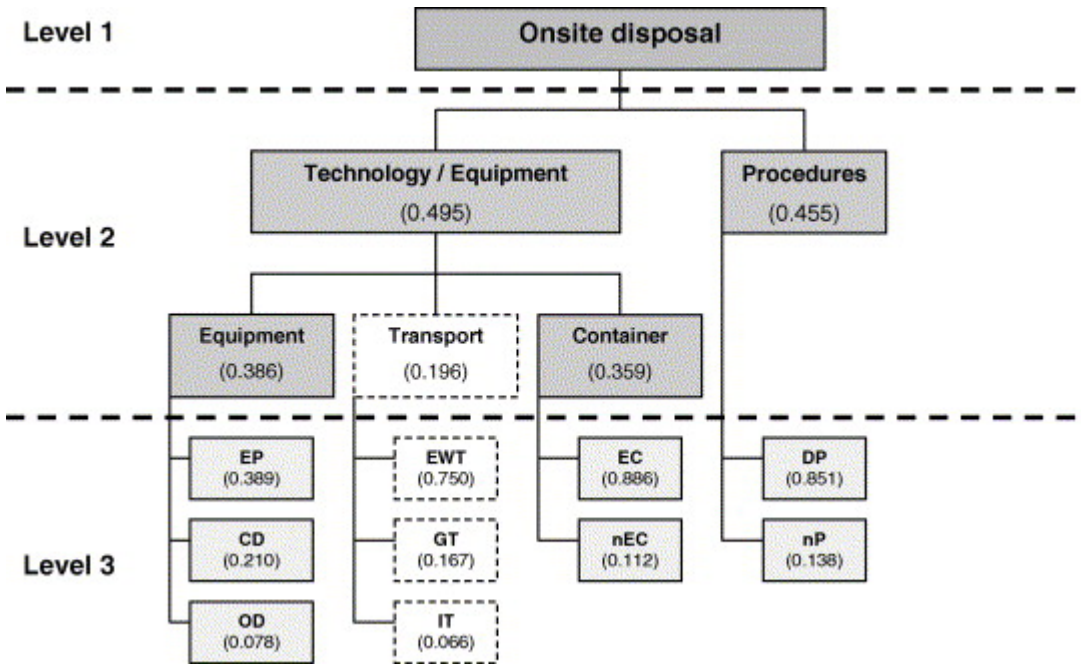 Level 1
Onsite disposal
Level 2
Technology / Equipment
(0.495)
Procedures
(0.455)
Equipment
(0.386)
Transport
(0.196)
Container
(0.359)
Level 3
EP
(0.389)
CD
(0.210)
OD
(0.078)
EWT
(0.750)
GT
(0.167)
IT
(0.066)
EC
(0.886)
nEC
(0.112)
DP
(0.851)
nP
(0.138)